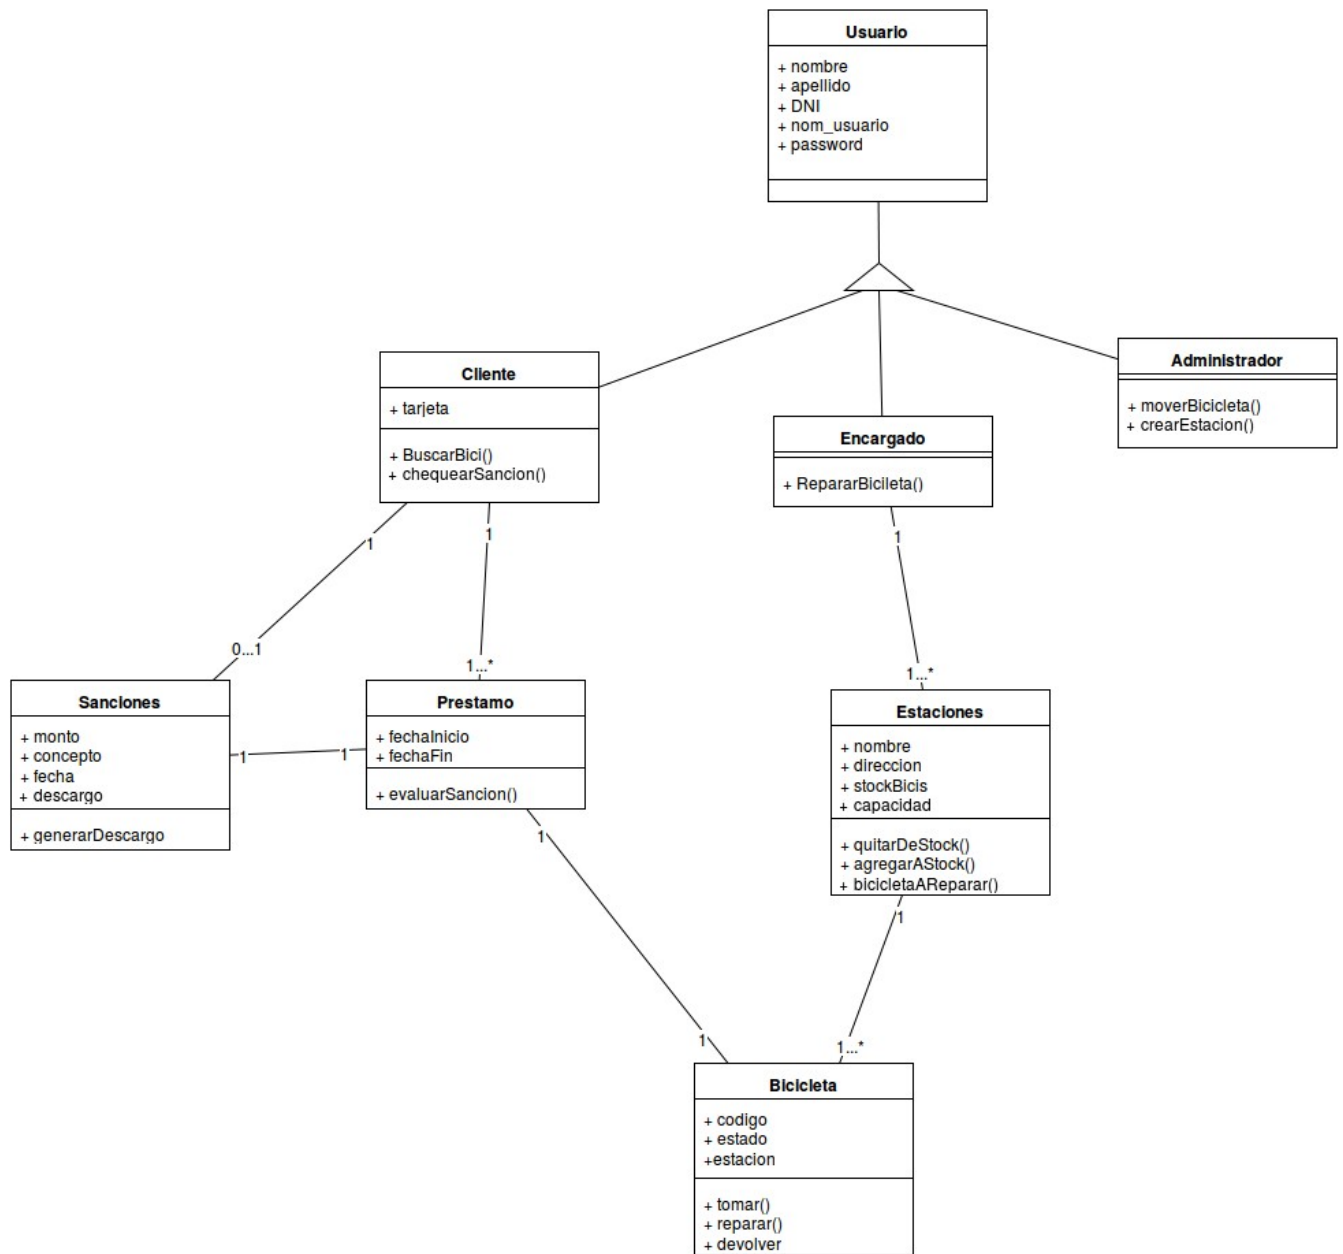 Usuario
+ nombre
+ apellido
+ DNI
+ nom_usuario
+ password
Cliente
+ tarjeta
+ BuscarBici()
+ chequearSancion()
Encargado
+ RepararBicileta()
Administrador
+ moverBicicleta()
+ crearEstacion()
1
0...1
1
1...*
1
1...*
Sanciones
+ monto
+ concepto
+ fecha
+ descargo
+ generarDescargo
1
1
Prestamo
+ fechaInicio
+ fechaFin
+ evaluarSancion()
Estaciones
+ nombre
+ direccion
+ stockBicis
+ capacidad
+ quitarDeStock()
+ agregarAStock()
+ bicicletaAReparar()
1
1
1
1...*
Bicicleta
+ codigo
+ estado
+estacion
+ tomar()
+ reparar()
+ devolver